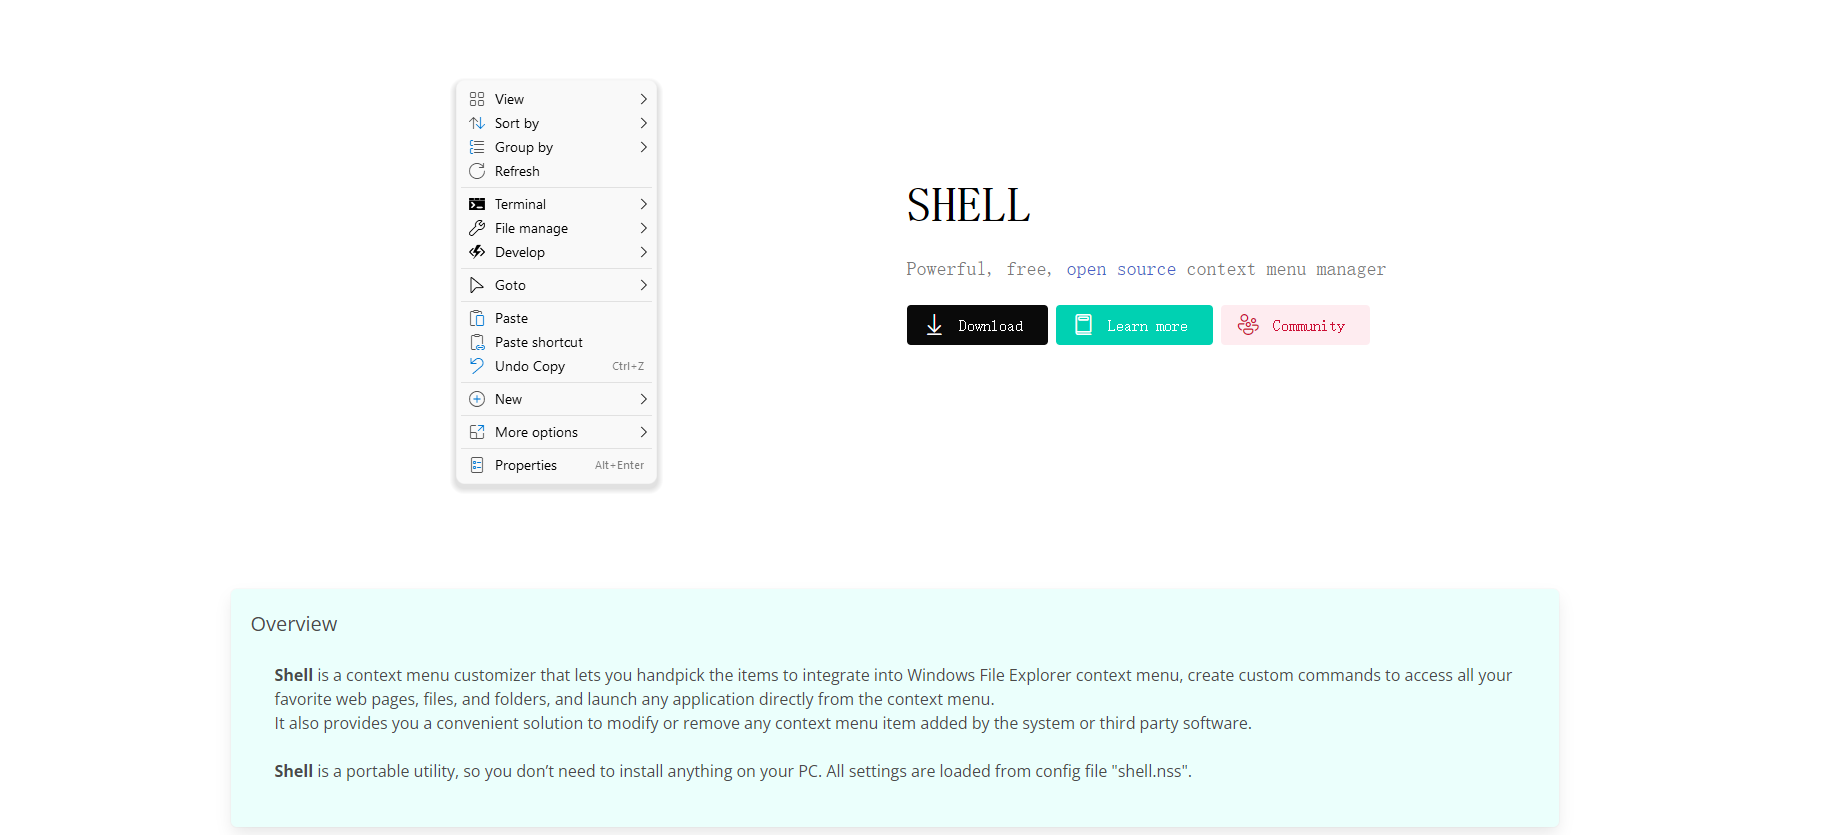 View
Sort by
Group by
Refresh
Terminal
File manage
Develop
Goto
Paste
Paste shortcut
Undo Copy Ctrl+Z
New
More options
Properties Alt+Enter
SHELL
Powerful, free, open source context menu manager
Download Learn more Community
Overview
Shell is a context menu customizer that lets you handpick the items to integrate into Windows File Explorer context menu, create custom commands to access all your
favorite web pages, files, and folders, and launch any application directly from the context menu.
It also provides you a convenient solution to modify or remove any context menu item added by the system or third party software.
Shell is a portable utility, so you don’t need to install anything on your PC. All settings are loaded from config file "shell.nss".